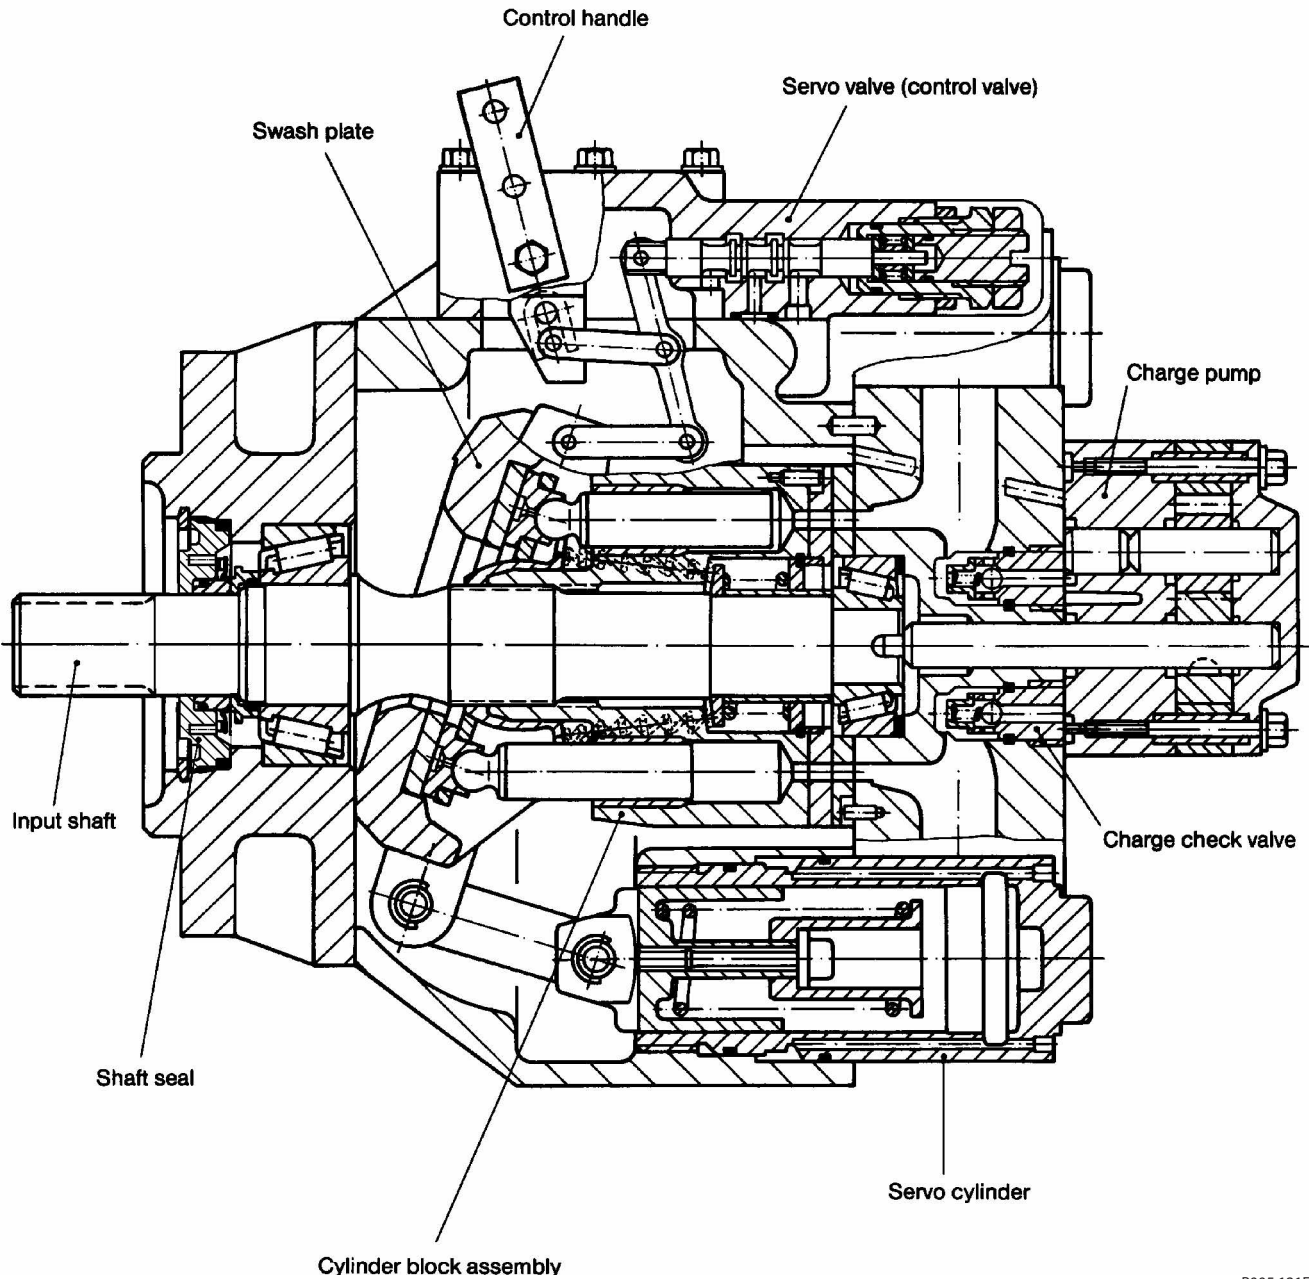 Control handle
Servo valve (control valve)
Swash plate
Charge pump
Input shaft
Charge check valve
Shaft seal
Servo cylinder
Cylinder block assembly